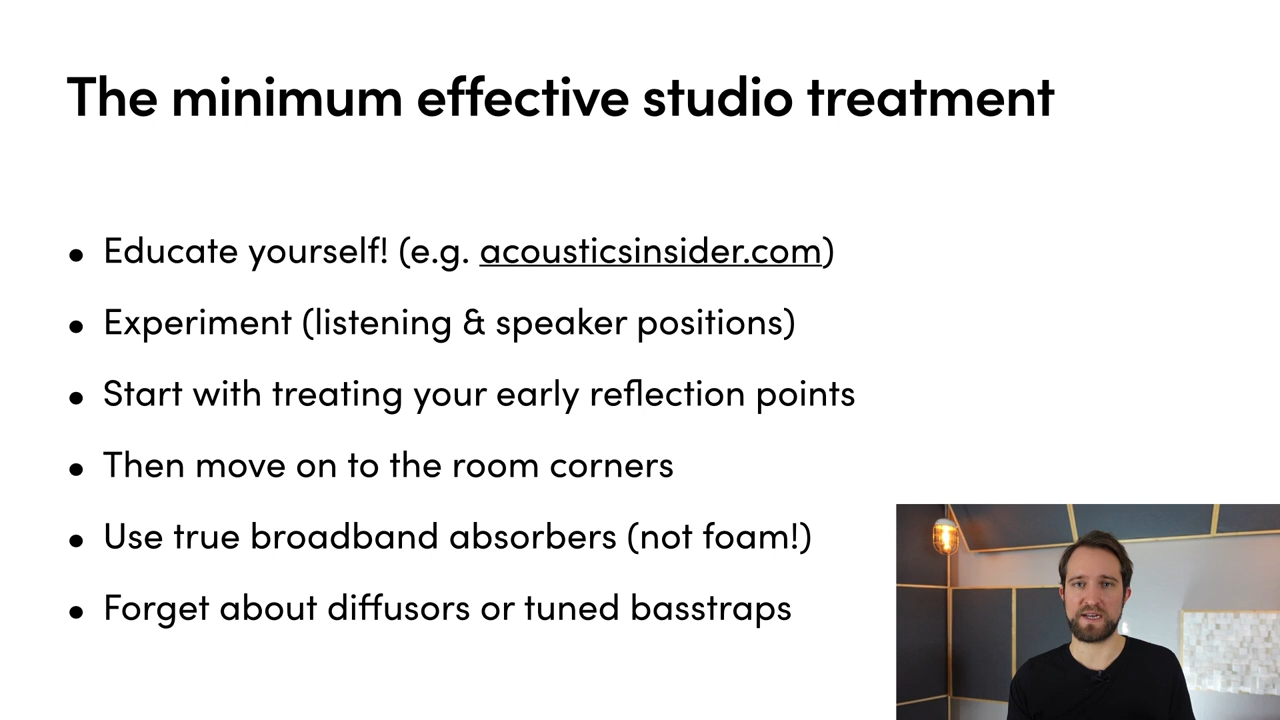 The minimum effective studio treatment
• Educate yourself! (e.g. acousticsinsider.com)
• Experiment (listening & speaker positions)
• Start with treating your early reflection points
• Then move on to the room corners
• Use true broadband absorbers (not foam!)
• Forget about diffusors or tuned basstraps